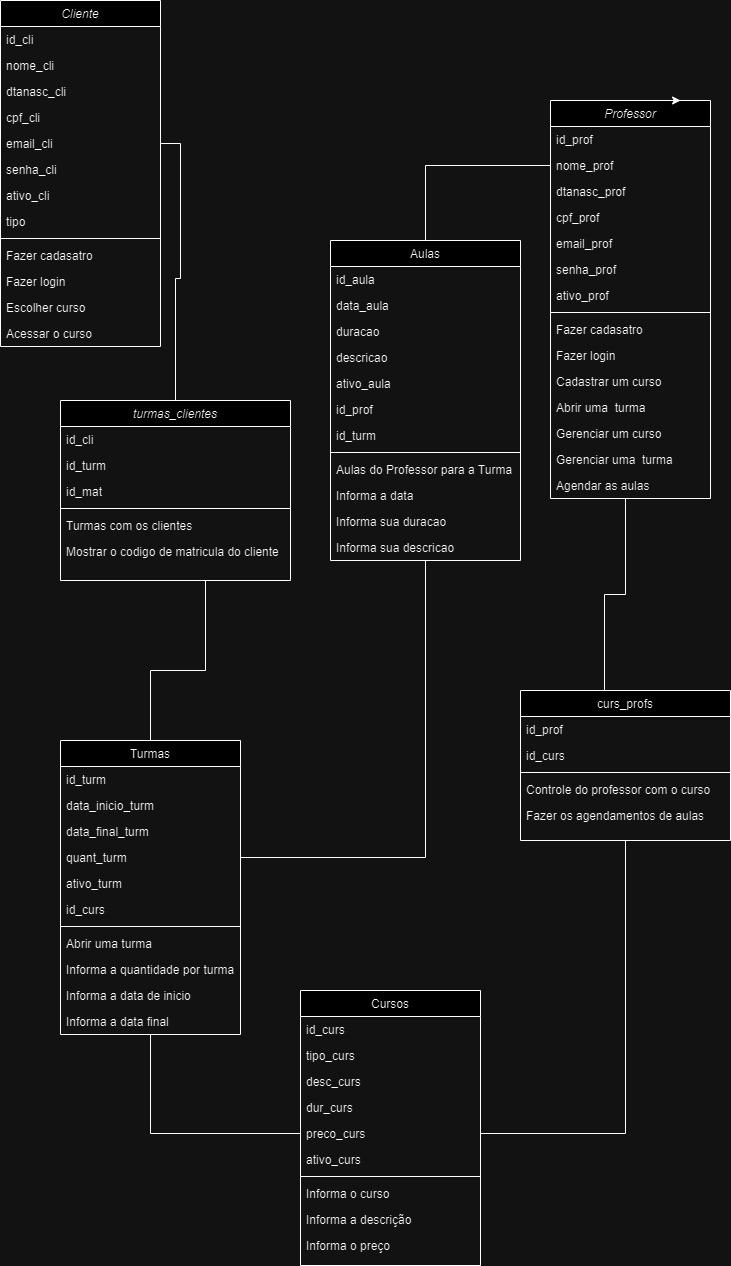 Cliente
id_cli
nome_cli
dtanasc_cli
cpf_cli
email_cli
senha_cli
ativo_cli
tipo
Fazer cadasatro
Fazer login
Escolher curso
Acessar o curso
Professor
id_prof
nome_prof
dtanasc_prof
cpf_prof
email_prof
senha_prof
ativo_prof
Fazer cadasatro
Fazer login
Cadastrar um curso
Abrir uma  turma
Gerenciar um curso
Gerenciar uma  turma
Agendar as aulas
Aulas
id_aula
data_aula
duracao
descricao
ativo_aula
id_prof
id_turm
Aulas do Professor para a Turma
Informa a data
Informa sua duracao
Informa sua descricao
turmas_clientes
id_cli
id_turm
id_mat
Turmas com os clientes
Mostrar o codigo de matricula do cliente
curs_profs
id_prof
id_curs
Controle do professor com o curso
Fazer os agendamentos de aulas
Turmas
id_turm
data_inicio_turm
data_final_turm
quant_turm
ativo_turm
id_curs
Abrir uma turma
Informa a quantidade por turma
Informa a data de inicio
Informa a data final
Cursos
id_curs
tipo_curs
desc_curs
dur_curs
preco_curs
ativo_curs
Informa o curso
Informa a descrição
Informa o preço